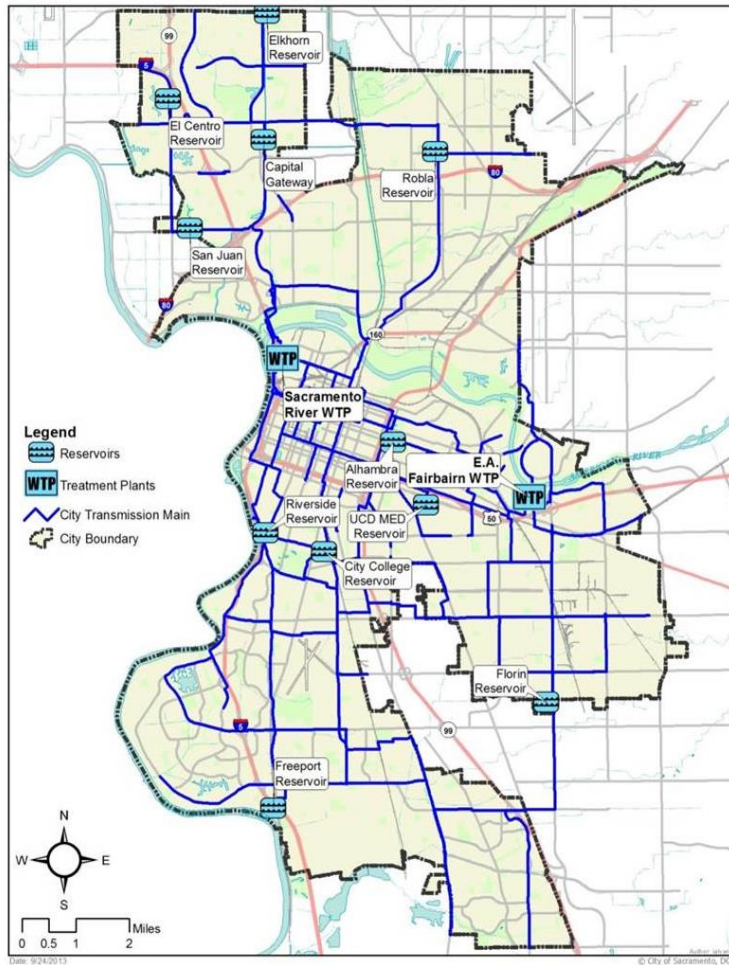 99
Elkhorn
Reservoir
5
El Centro
Reservoir
Capital
Gateway
Robla
Reservoir
80
San Juan
Reservoir
80
160
WTP
Sacramento
River WTP
Legend
Reservoirs
WTP Treatment Plants
City Transmission Main
City Boundary
Alhambra
Reservoir
E.A.
Fairbairn WTP
WTP
RIVER
Riverside
Reservoir
UCD MED
Reservoir
50
City College
Reservoir
Florin
Reservoir
5
99
Freeport
Reservoir
N
W E
S
0 0.5 1 2
Miles
Date: 9/24/2013
© City of Sacramento, DO